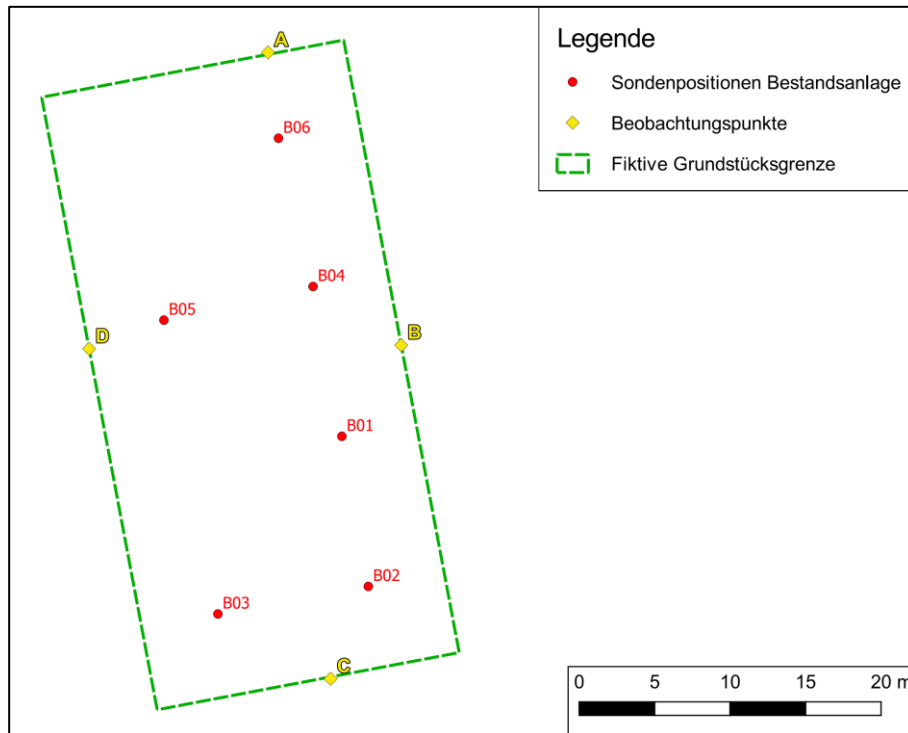 A
Legende
Sondenpositionen Bestandsanlage
Beobachtungspunkte
Fiktive Grundstücksgrenze
B06
B04
B05
D
B
B01
B02
B03
C
0 5 10 15 20 m